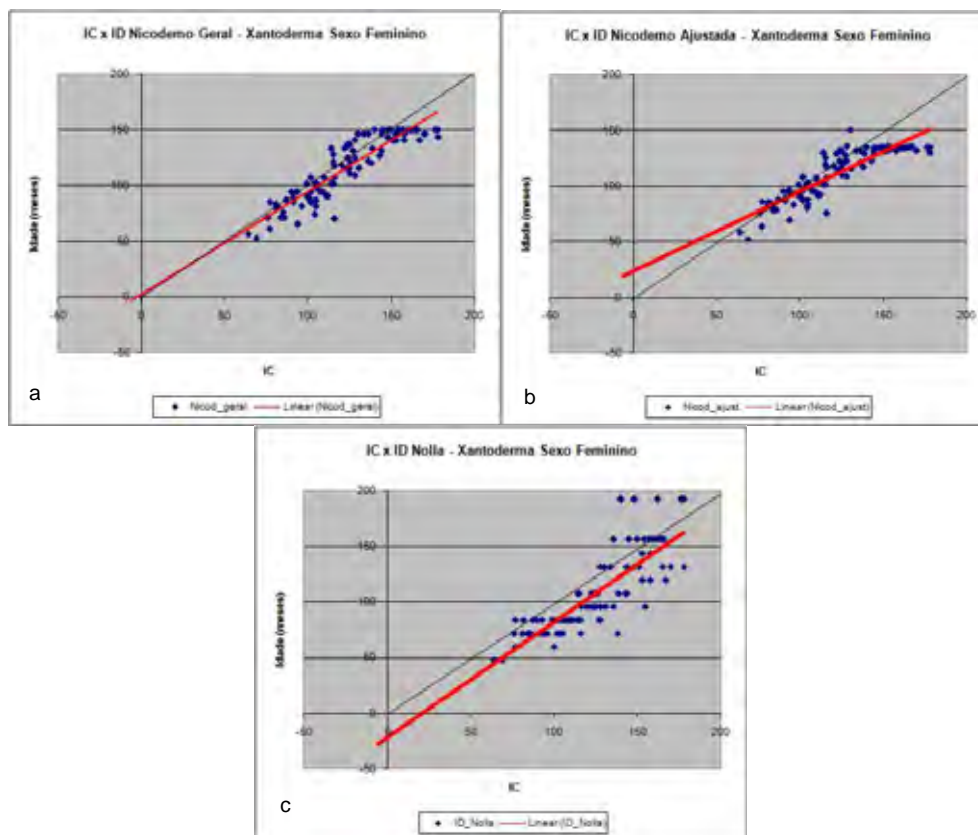 IC x ID Nicodemo Geral - Xantoderma Sexo Feminino
Idade (meses)
200
150
100
50
0
-50
-50 0 50 100 150 200
IC
a
Nicod_geral Linear (Nicod_geral)
IC x ID Nicodemo Ajustada - Xantoderma Sexo Feminino
Idade (meses)
200
150
100
50
0
-50
-50 0 50 100 150 200
IC
b
Nicod_ajust Linear (Nicod_ajust)
IC x ID Nolla - Xantoderma Sexo Feminino
Idade (meses)
200
150
100
50
0
-50
-50 0 50 100 150 200
IC
c
ID_Nolla Linear (ID_Nolla)